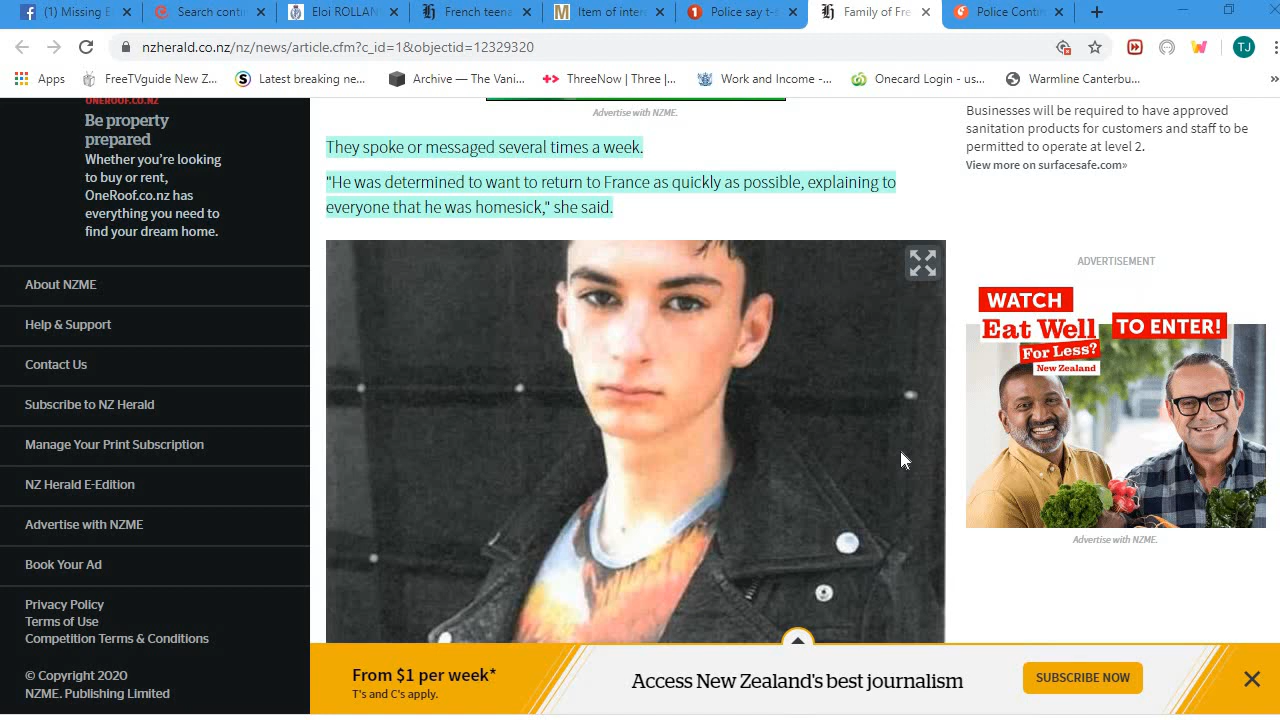 (1) Missing E
Search contin
Eloi ROLLAN
French teena
Item of inter
Police say t-s
Family of Fre
Police Contin
nzherald.co.nz/nz/news/article.cfm?c_id=1&objectid=12329320
TJ
Apps
FreeTVguide New Z...
Latest breaking ne...
Archive — The Vani...
ThreeNow | Three |...
Work and Income -...
Onecard Login - us...
Warmline Canterbu...
»
ONEROOF.CO.NZ
Be property
prepared
Whether you're looking
to buy or rent,
OneRoof.co.nz has
everything you need to
find your dream home.
About NZME
Help & Support
Contact Us
Subscribe to NZ Herald
Manage Your Print Subscription
NZ Herald E-Edition
Advertise with NZME
Book Your Ad
Privacy Policy
Terms of Use
Competition Terms & Conditions
© Copyright 2020
NZME. Publishing Limited
Advertise with NZME.
They spoke or messaged several times a week.
"He was determined to want to return to France as quickly as possible, explaining to
everyone that he was homesick," she said.
Businesses will be required to have approved
sanitation products for customers and staff to be
permitted to operate at level 2.
View more on surfacesafe.com»
ADVERTISEMENT
WATCH
Eat Well
For Less?
New Zealand
TO ENTER!
Advertise with NZME.
From $1 per week*
T's and C's apply.
Access New Zealand's best journalism
SUBSCRIBE NOW